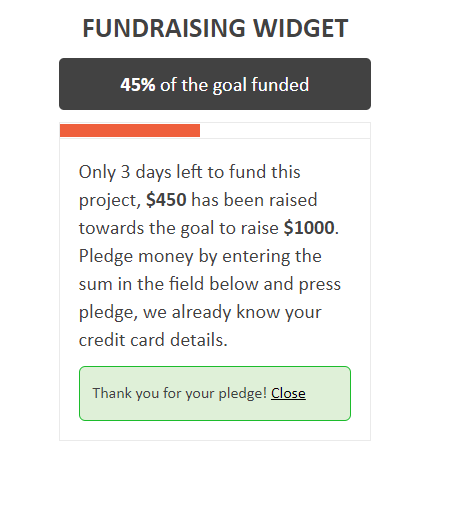 FUNDRAISING WIDGET
45% of the goal funded
Only 3 days left to fund this
project, $450 has been raised
towards the goal to raise $1000.
Pledge money by entering the
sum in the field below and press
pledge, we already know your
credit card details.
Thank you for your pledge! Close